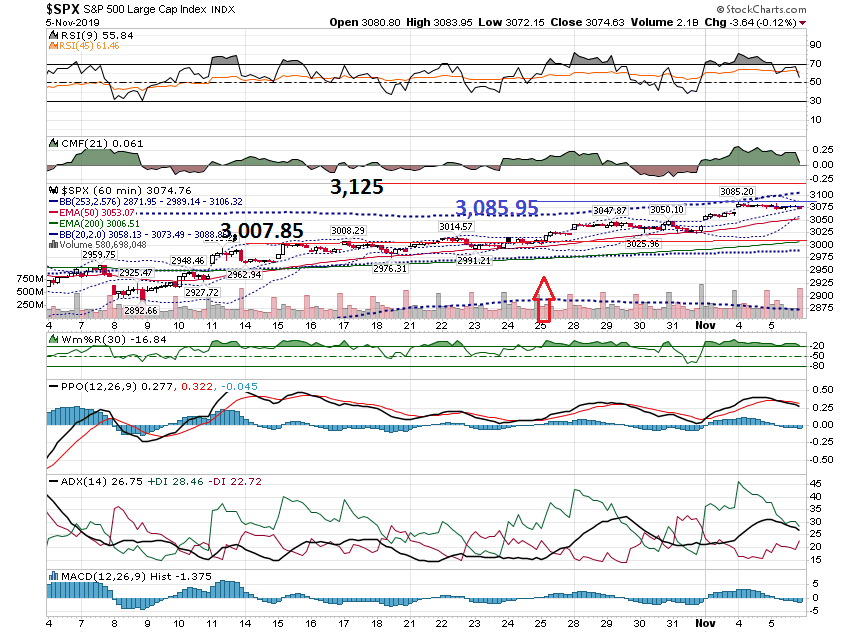 $SPX S&P 500 Large Cap Index INDX © StockCharts.com
5-Nov-2019 Open 3080.80 High 3083.95 Low 3072.15 Close 3074.63 Volume 2.1B Chg -3.64 (-0.12%)
RSI(9) 55.84
RSI(45) 61.46
90
70
50
30
10
CMF(21) 0.061
0.25
0.00
-0.25
$SPX (60 min) 3074.76
3,125
BB(253,2.576) 2871.95 - 2989.14 - 3106.32
EMA(50) 3053.07
EMA(200) 3006.51
BB(20,2.0) 3058.13 - 3073.49 - 3088.8
Volume 580,698,048
3,085.95
3,007.85
3085.20
3047.87
3050.10
3008.29
3014.57
3025.96
2959.75
2948.46
2925.47
2962.94
2976.31
2991.21
2927.72
2892.66
3100
3075
3050
3025
3000
2975
2950
2925
2900
2875
750M
500M
250M
4 7 8 9 10 11 14 15 16 17 18 21 22 23 24 25 28 29 30 31 Nov 4 5
Wm%R(30) -16.84
-20
-50
-80
PPO(12,26,9) 0.277, 0.322, -0.045
0.50
0.25
0.00
-0.25
-0.50
ADX(14) 26.75 +DI 28.46 -DI 22.72
45
40
35
30
25
20
15
MACD(12,26,9) Hist -1.375
5
0
-5
4 7 8 9 10 11 14 15 16 17 18 21 22 23 24 25 28 29 30 31 Nov 4 5